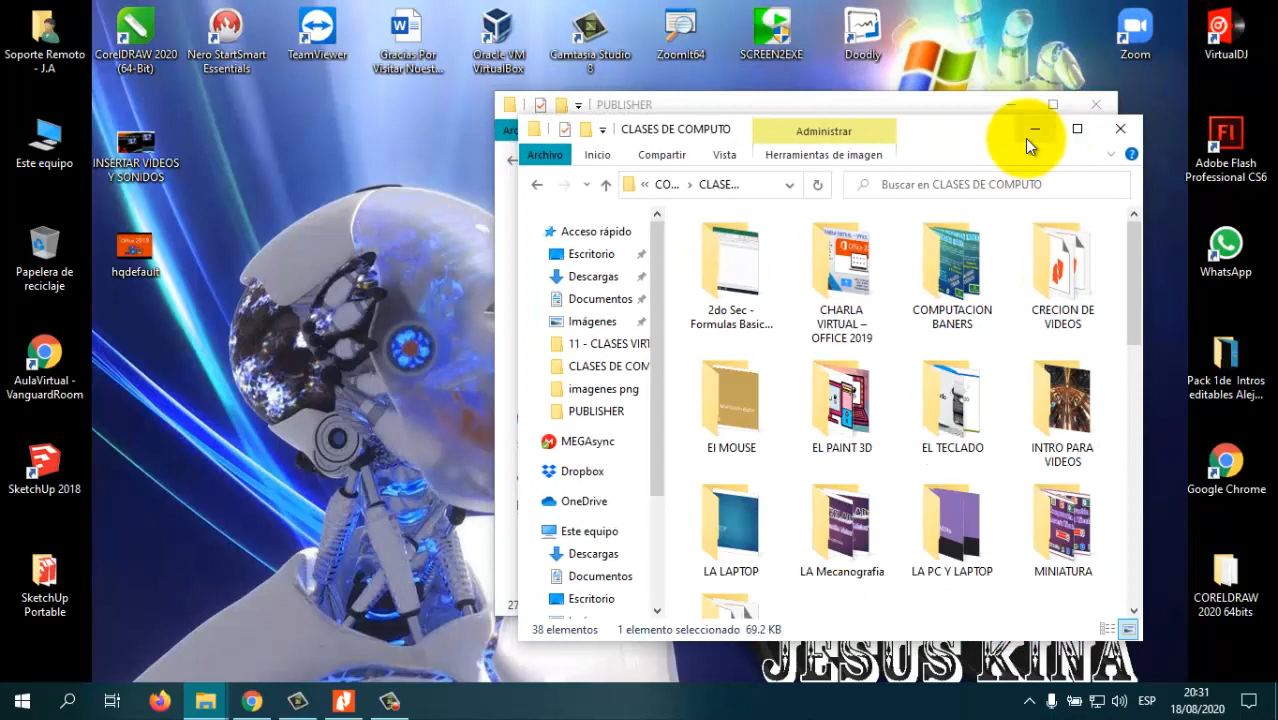 Soporte Remoto - J.A
CorelDRAW 2020 (64-Bit)
Nero StartSmart Essentials
TeamViewer
Gracias Por Visitar Nuest...
Oracle VM VirtualBox
Camtasia Studio 8
ZoomIt64
SCREEN2EXE
Doodly
Zoom
VirtualDJ
Este equipo
INSERTAR VIDEOS Y SONIDOS
Papelera de reciclaje
Office 2019
hqdefault
AulaVirtual - VanguardRoom
SketchUp 2018
SketchUp Portable
Adobe Flash Professional CS6
WhatsApp
Pack 1de Intros editables Alej...
Google Chrome
CORELDRAW 2020 64bits
PUBLISHER
CLASES DE COMPUTO
Administrar
Archivo
Inicio
Compartir
Vista
Herramientas de imagen
« CO... › CLASE...
Buscar en CLASES DE COMPUTO
Acceso rápido
Escritorio
Descargas
Documentos
Imágenes
11 - CLASES VIRT
CLASES DE COM
imagenes png
PUBLISHER
MEGAsync
Dropbox
OneDrive
Este equipo
Descargas
Documentos
Escritorio
2do Sec - Formulas Basic...
CHARLA VIRTUAL – OFFICE 2019
COMPUTACION BANERS
CRECION DE VIDEOS
El MOUSE
EL PAINT 3D
EL TECLADO
INTRO PARA VIDEOS
LA LAPTOP
LA Mecanografia
LA PC Y LAPTOP
MINIATURA
27
38 elementos
1 elemento seleccionado 69.2 KB
JESUS KINA
ESP
20:31
18/08/2020